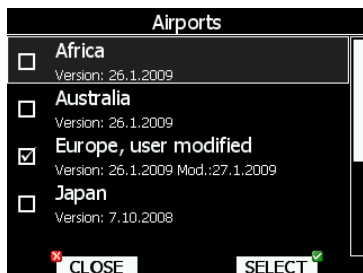 Airports
Africa
Version: 26.1.2009
Australia
Version: 26.1.2009
Europe, user modified
Version: 26.1.2009 Mod.:27.1.2009
Japan
Version: 7.10.2008
CLOSE SELECT